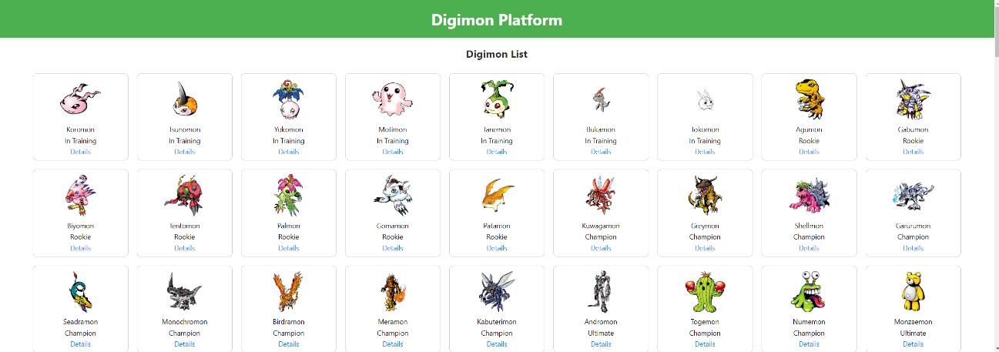 Digimon Platform
Digimon List
Koromon
In Training
Details
Tsunomon
In Training
Details
Yokomon
In Training
Details
Motimon
In Training
Details
Tanemon
In Training
Details
Bukamon
In Training
Details
Tokomon
In Training
Details
Agumon
Rookie
Details
Gabumon
Rookie
Details
Biyomon
Rookie
Details
Tentomon
Rookie
Details
Palmon
Rookie
Details
Gomamon
Rookie
Details
Patamon
Rookie
Details
Kuwagamon
Champion
Details
Greymon
Champion
Details
Shellmon
Champion
Details
Garurumon
Champion
Details
Seadramon
Champion
Details
Monochromon
Champion
Details
Birdramon
Champion
Details
Meramon
Champion
Details
Kabuterimon
Champion
Details
Andromon
Ultimate
Details
Togemon
Champion
Details
Numemon
Champion
Details
Monzaemon
Ultimate
Details